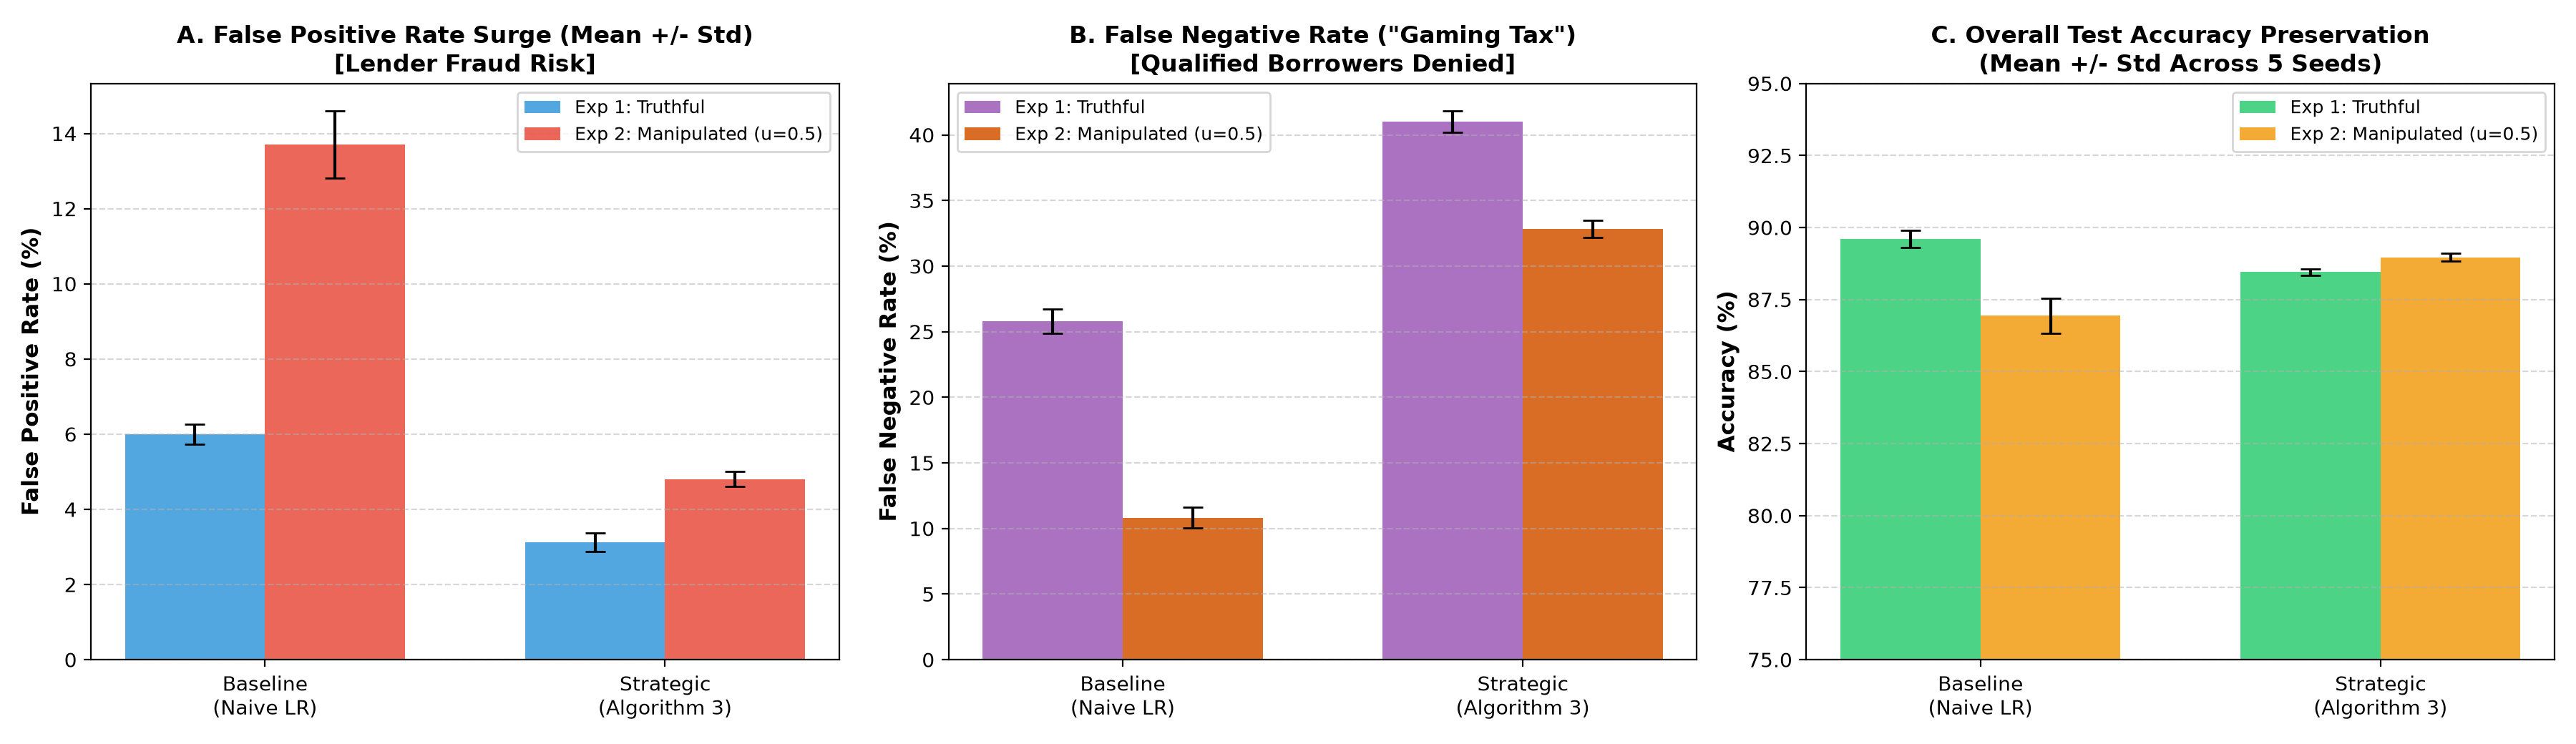 A. False Positive Rate Surge (Mean +/- Std)
[Lender Fraud Risk]
False Positive Rate (%)
14
12
10
8
6
4
2
0
Exp 1: Truthful
Exp 2: Manipulated (u=0.5)
Baseline
(Naive LR)
Strategic
(Algorithm 3)
B. False Negative Rate ("Gaming Tax")
[Qualified Borrowers Denied]
False Negative Rate (%)
40
35
30
25
20
15
10
5
0
Exp 1: Truthful
Exp 2: Manipulated (u=0.5)
Baseline
(Naive LR)
Strategic
(Algorithm 3)
C. Overall Test Accuracy Preservation
(Mean +/- Std Across 5 Seeds)
Accuracy (%)
95.0
92.5
90.0
87.5
85.0
82.5
80.0
77.5
75.0
Exp 1: Truthful
Exp 2: Manipulated (u=0.5)
Baseline
(Naive LR)
Strategic
(Algorithm 3)